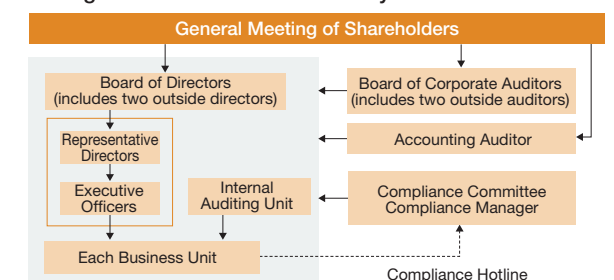 General Meeting of Shareholders
Board of Directors
(includes two outside directors)
Board of Corporate Auditors
(includes two outside auditors)
Representative
Directors
Accounting Auditor
Executive
Officers
Internal
Auditing Unit
Compliance Committee
Compliance Manager
Each Business Unit
Compliance Hotline